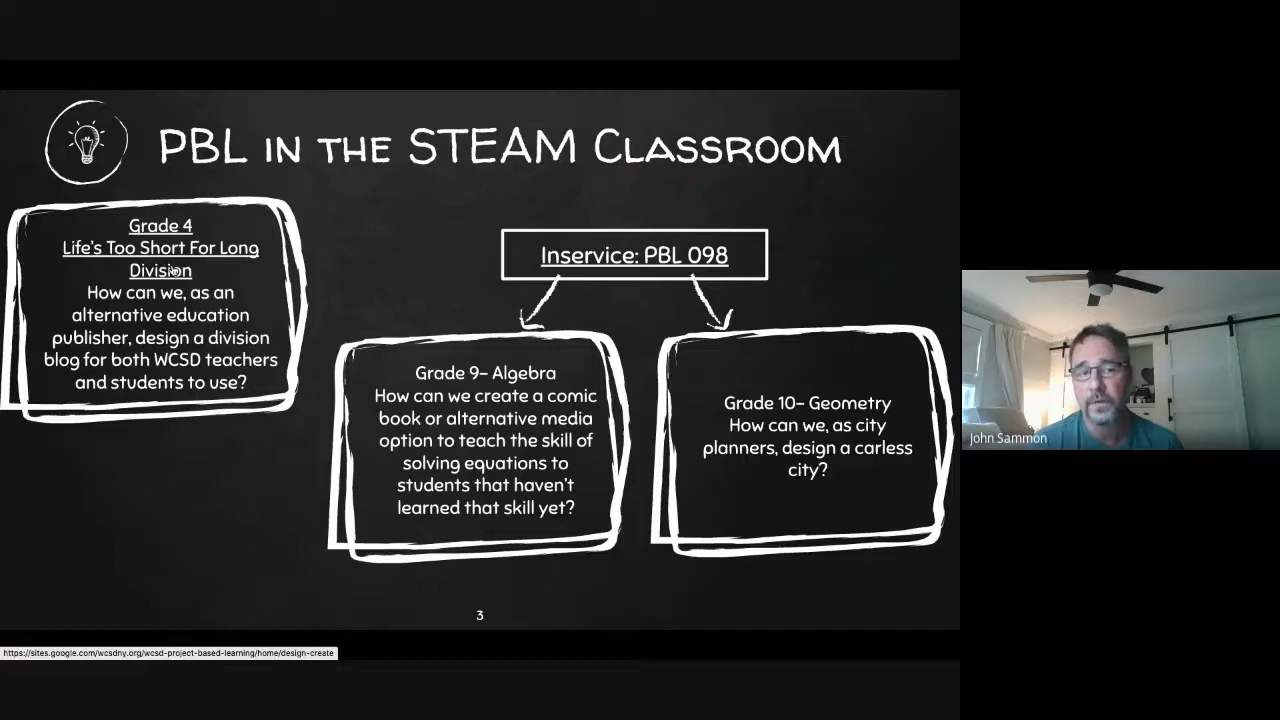 PBL IN THE STEAM CLASSROOM
Grade 4
Life's Too Short For Long
Division
How can we, as an
alternative education
publisher, design a division
blog for both WCSD teachers
and students to use?
Inservice: PBL 098
Grade 9- Algebra
How can we create a comic
book or alternative media
option to teach the skill of
solving equations to
students that haven't
learned that skill yet?
Grade 10- Geometry
How can we, as city
planners, design a carless
city?
John Sammon
3
https://sites.google.com/wcsdny.org/wcsd-project-based-learning/home/design-create